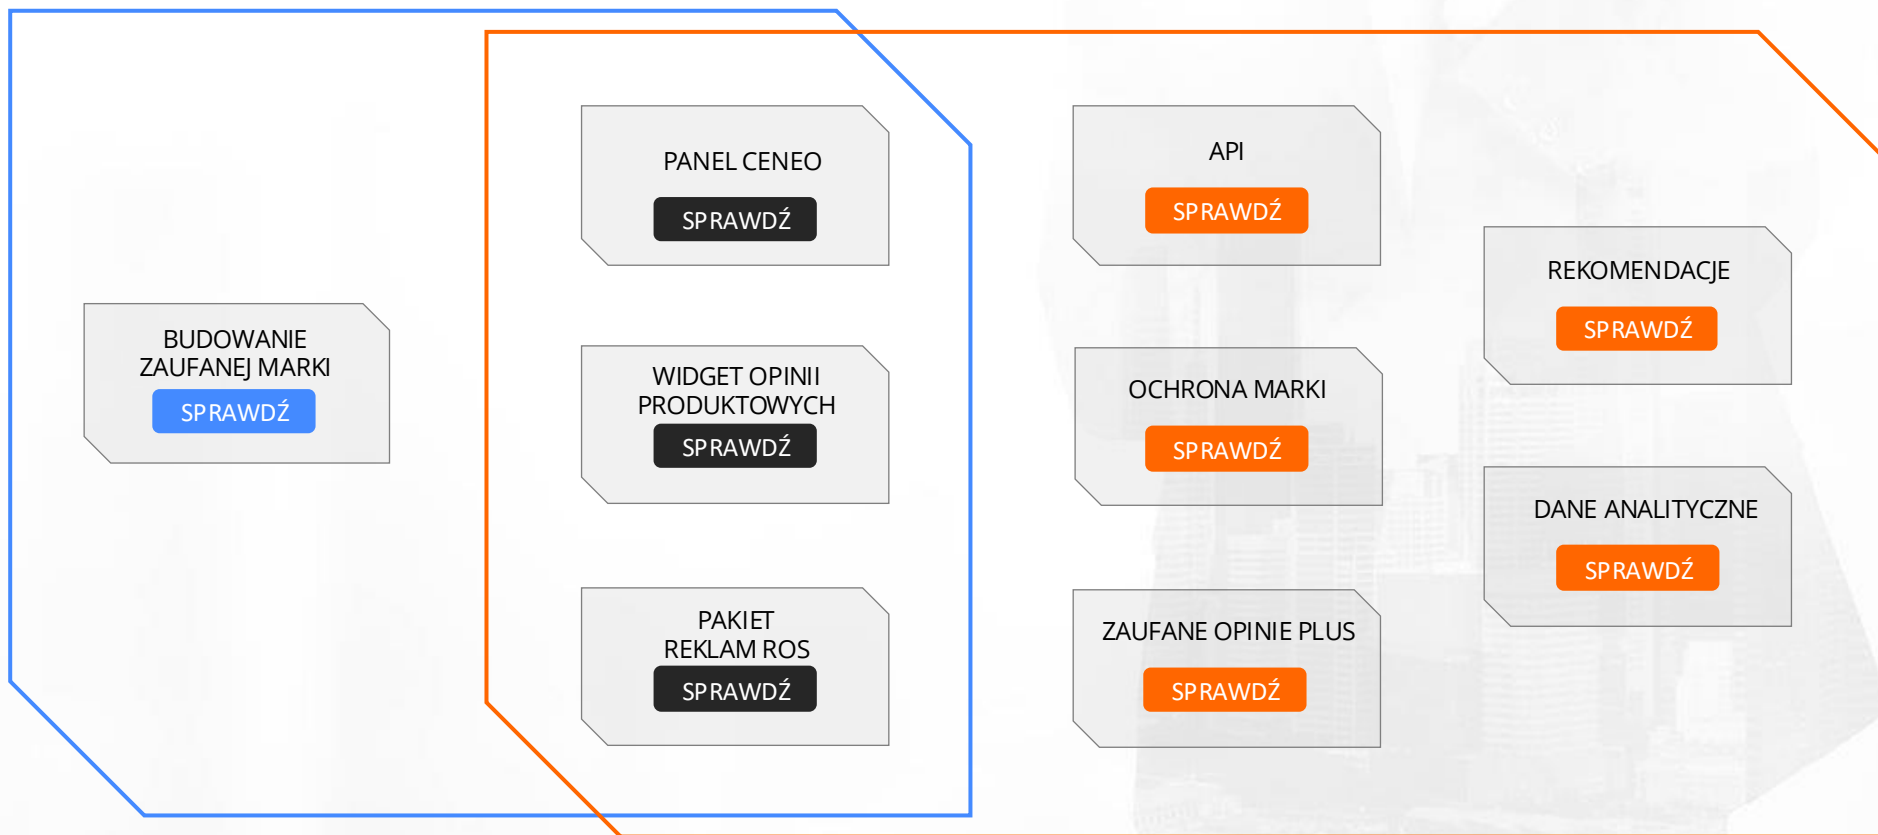 BUDOWANIE
ZAUFANEJ MARKI
SPRAWDŹ
PANEL CENEO
SPRAWDŹ
WIDGET OPINII
PRODUKTOWYCH
SPRAWDŹ
PAKIET
REKLAM ROS
SPRAWDŹ
API
SPRAWDŹ
OCHRONA MARKI
SPRAWDŹ
ZAUFANE OPINIE PLUS
SPRAWDŹ
REKOMENDACJE
SPRAWDŹ
DANE ANALITYCZNE
SPRAWDŹ